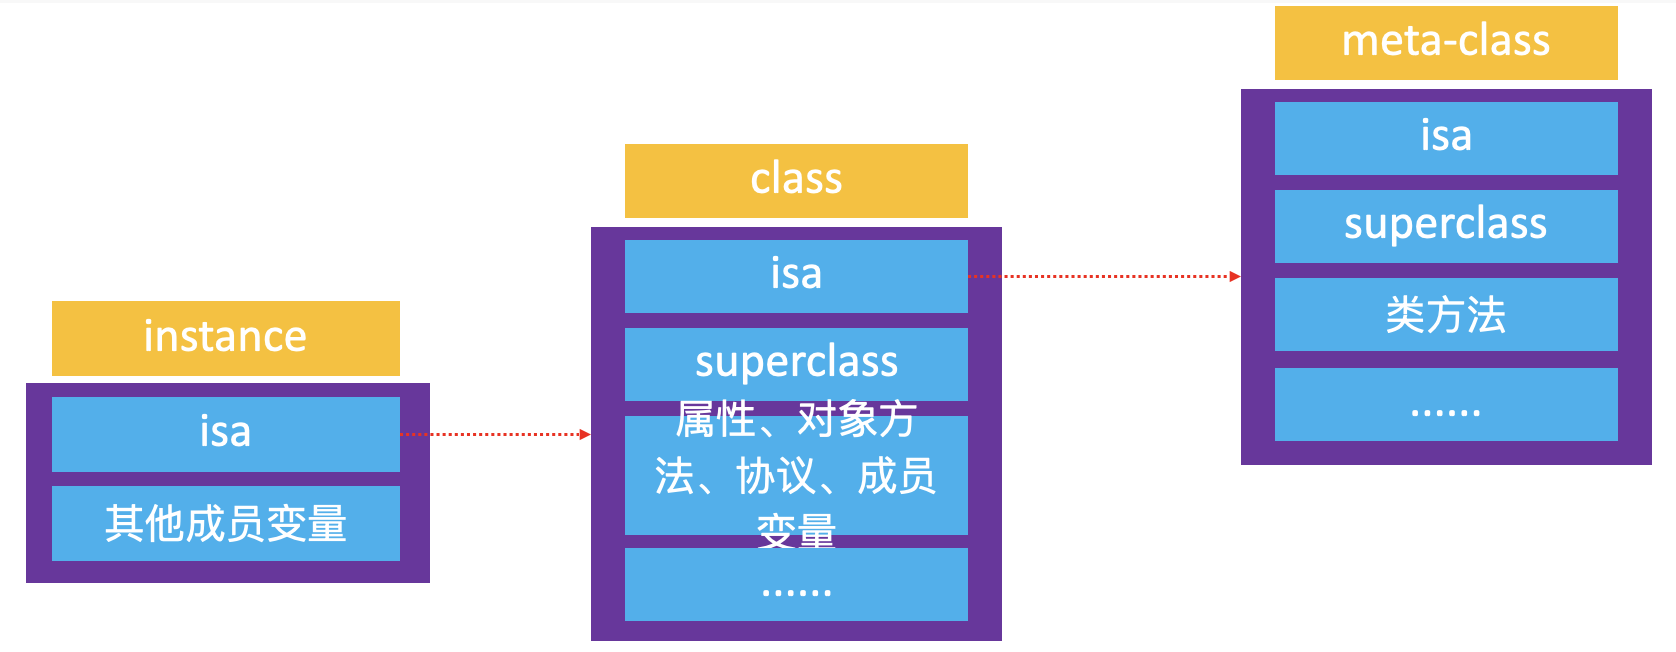 instance
isa
其他成员变量
class
isa
superclass
属性、对象方
法、协议、成员
变量
......
meta-class
isa
superclass
类方法
......